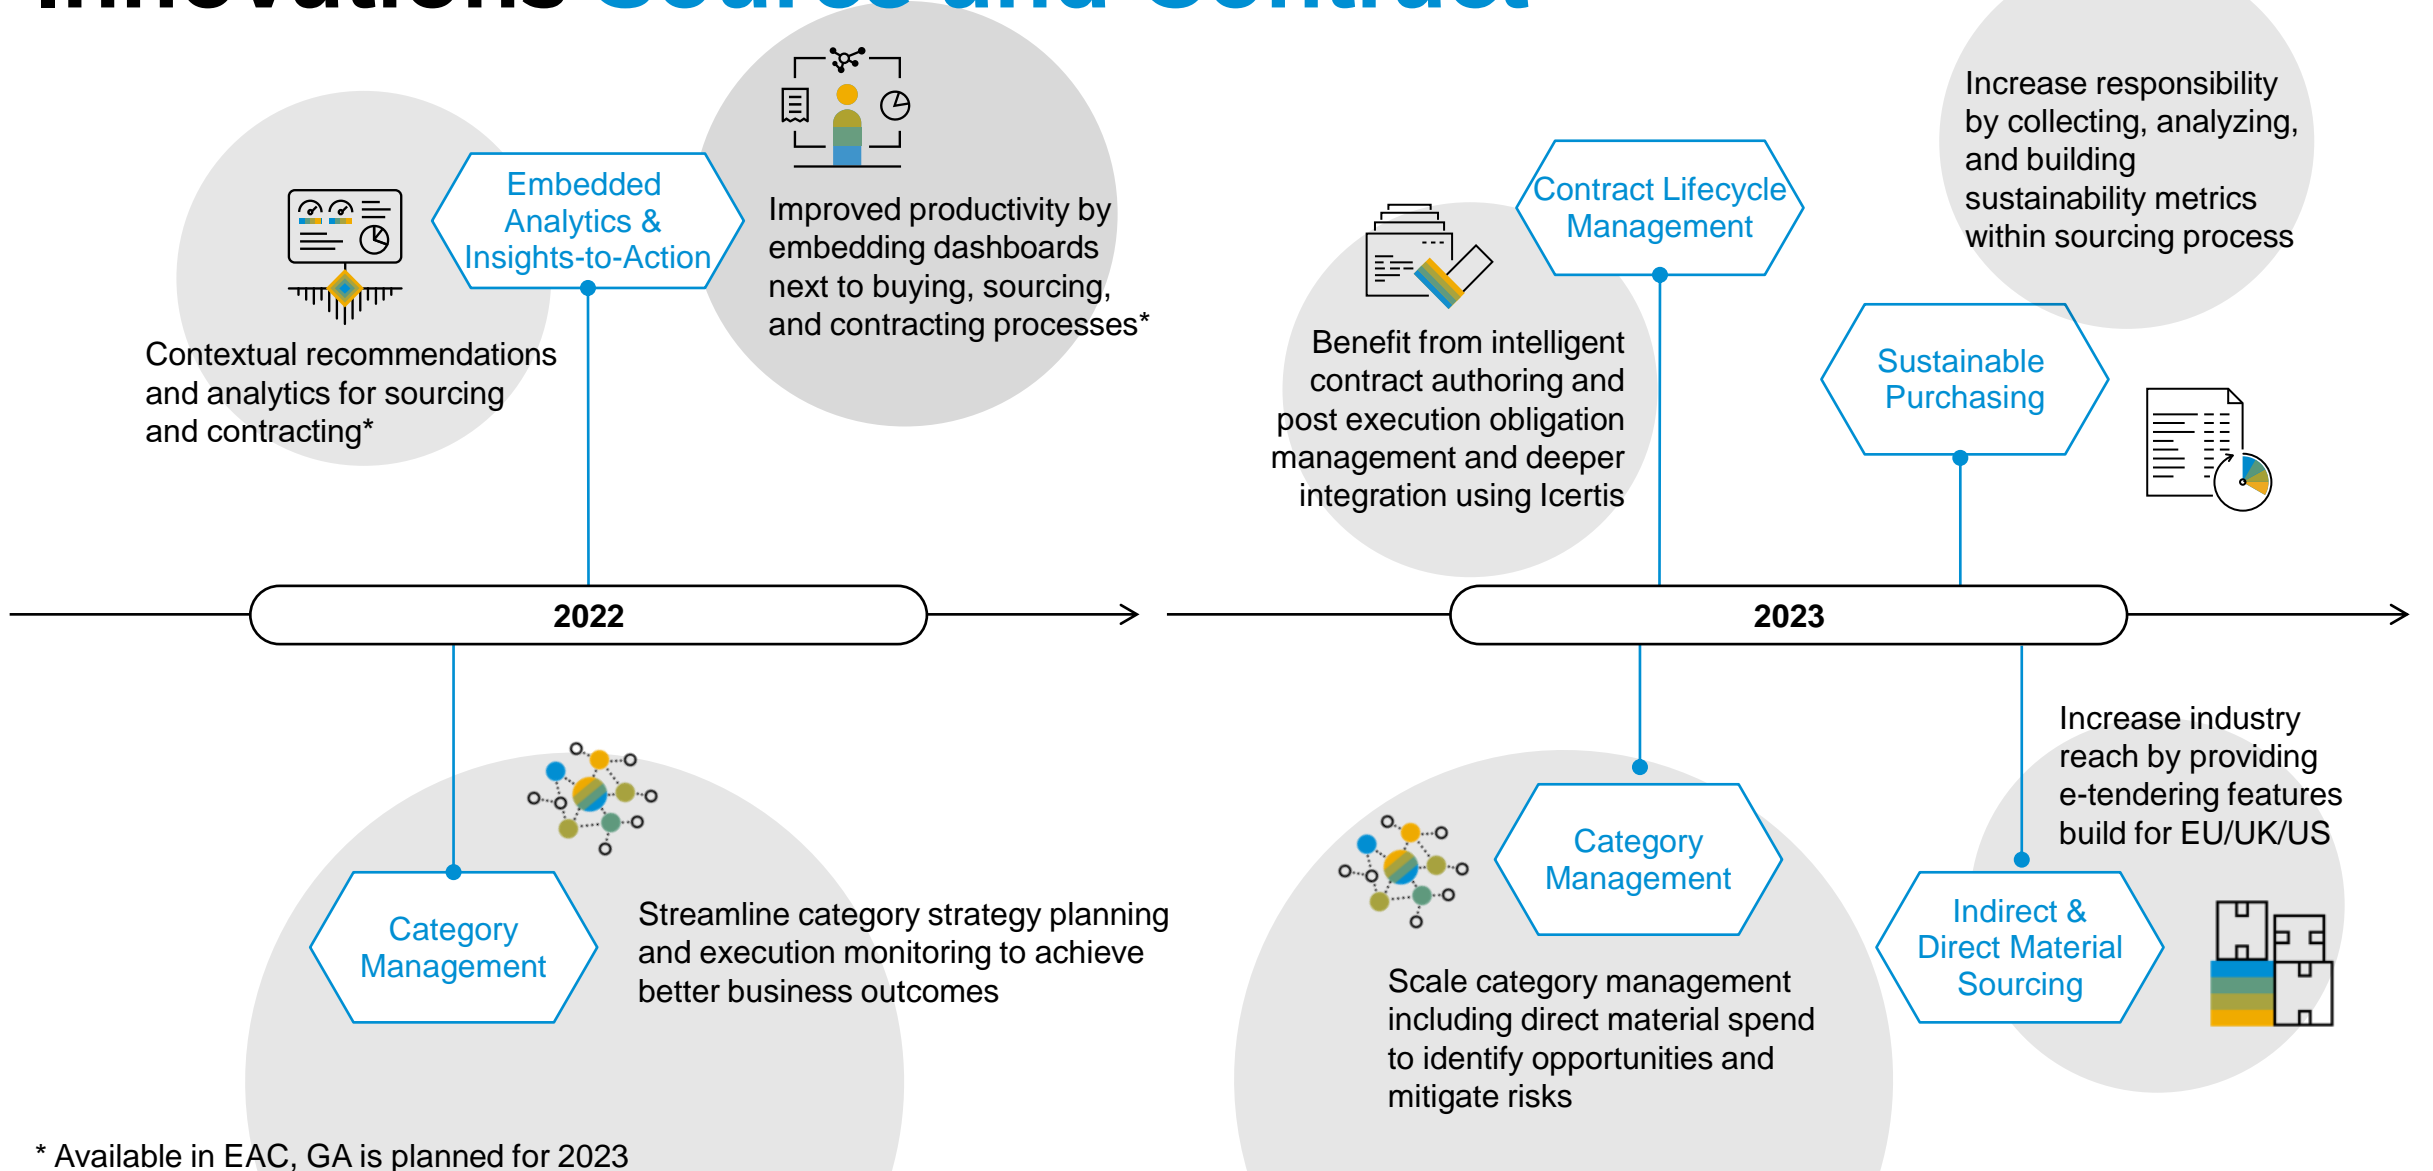 Innovations Source and Contract
Embedded
Analytics &
Insights-to-Action
Contextual recommendations
and analytics for sourcing
and contracting*
Improved productivity by
embedding dashboards
next to buying, sourcing,
and contracting processes*
Contract Lifecycle
Management
Benefit from intelligent
contract authoring and
post execution obligation
management and deeper
integration using Icertis
Increase responsibility
by collecting, analyzing,
and building
sustainability metrics
within sourcing process
Sustainable
Purchasing
2022
2023
Category
Management
Streamline category strategy planning
and execution monitoring to achieve
better business outcomes
Category
Management
Scale category management
including direct material spend
to identify opportunities and
mitigate risks
Increase industry
reach by providing
e-tendering features
build for EU/UK/US
Indirect &
Direct Material
Sourcing
* Available in EAC, GA is planned for 2023